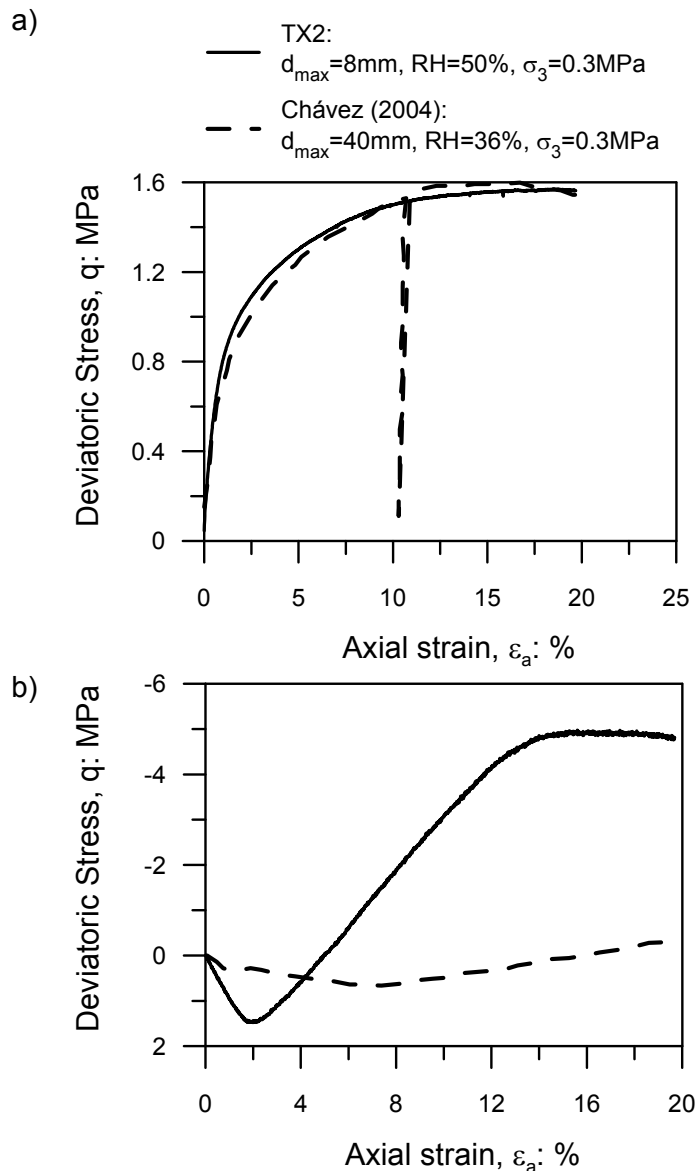 a)
TX2:
d_max=8mm, RH=50%, σ_3=0.3MPa
Chávez (2004):
d_max=40mm, RH=36%, σ_3=0.3MPa
1.6
1.2
0.8
0.4
0
Deviatoric Stress, q: MPa
0 5 10 15 20 25
Axial strain, ε_a: %
b)
-6
-4
-2
0
2
Deviatoric Stress, q: MPa
0 4 8 12 16 20
Axial strain, ε_a: %